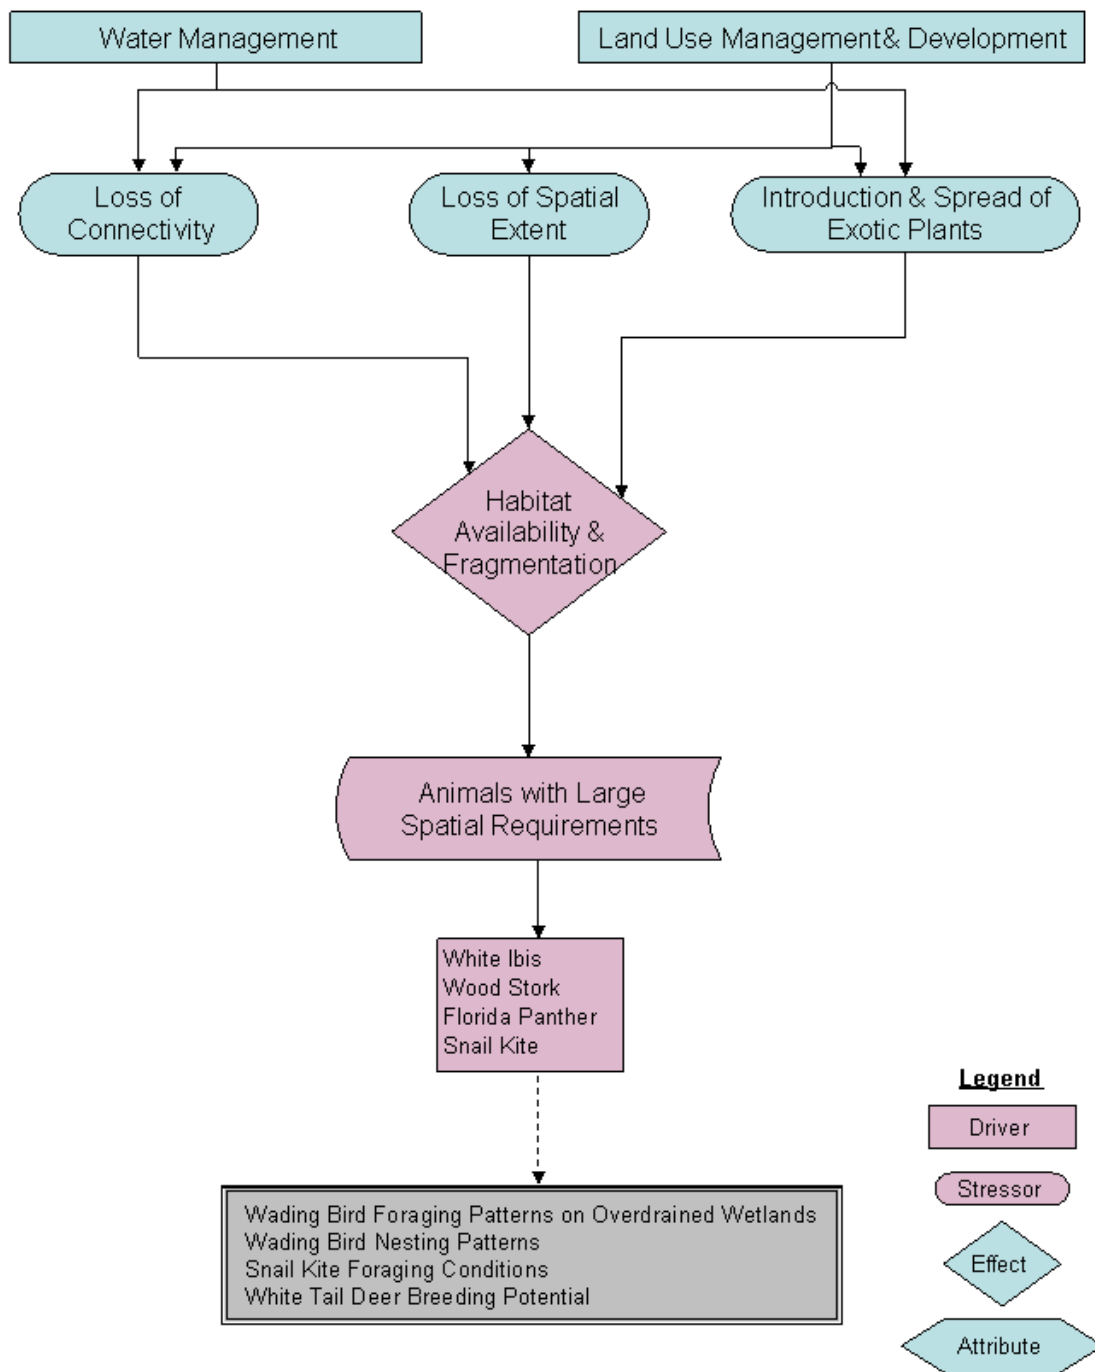 Water Management
Land Use Management& Development
Loss of
Connectivity
Loss of Spatial
Extent
Introduction & Spread of
Exotic Plants
Habitat
Availability &
Fragmentation
Animals with Large
Spatial Requirements
White Ibis
Wood Stork
Florida Panther
Snail Kite
Wading Bird Foraging Patterns on Overdrained Wetlands
Wading Bird Nesting Patterns
Snail Kite Foraging Conditions
White Tail Deer Breeding Potential
Legend
Driver
Stressor
Effect
Attribute